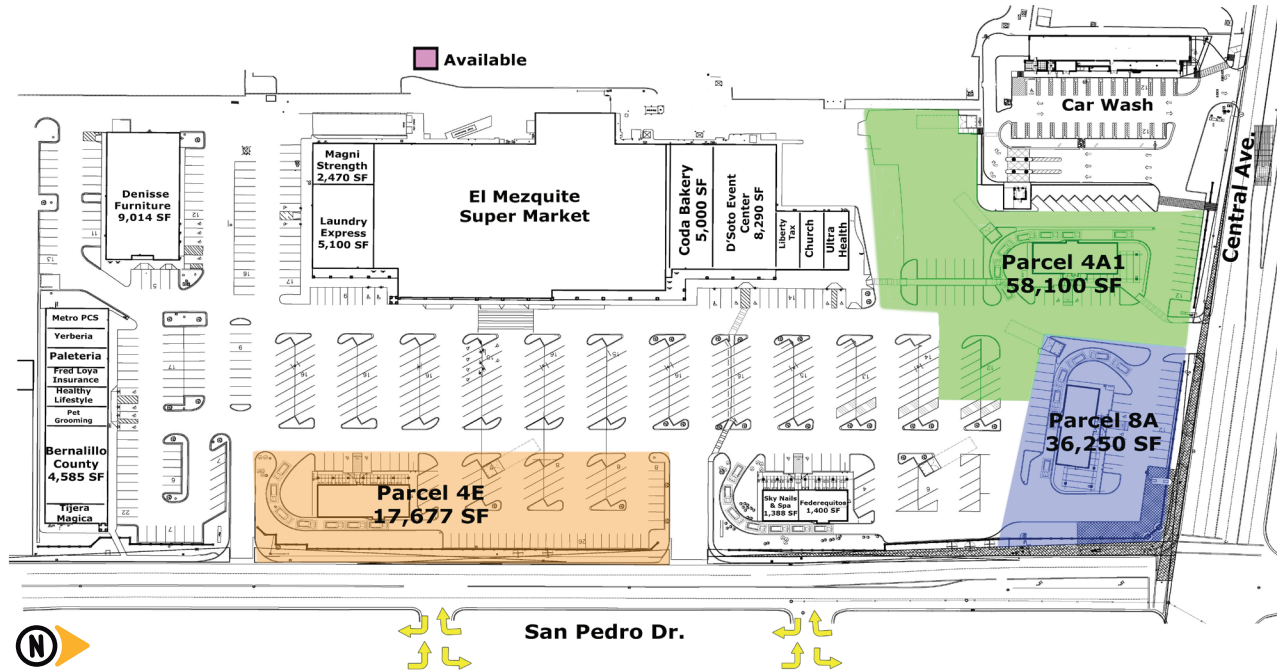 Available
Car Wash
Central Ave.
Denisse
Furniture
9,014 SF
Magni
Strength
2,470 SF
Laundry
Express
5,100 SF
El Mezquite
Super Market
Coda Bakery
5,000 SF
D'Soto Event
Center
8,290 SF
Liberty
Tax
Church
Ultra
Health
Parcel 4A1
58,100 SF
Metro PCS
Yerberia
Paleteria
Fred Loya
Insurance
Healthy
Lifestyle
Pet
Grooming
Bernalillo
County
4,585 SF
Tijera
Magica
Parcel 4E
17,677 SF
Sky Nails
& Spa
1,388 SF
Federequitos
1,400 SF
Parcel 8A
36,250 SF
San Pedro Dr.
N